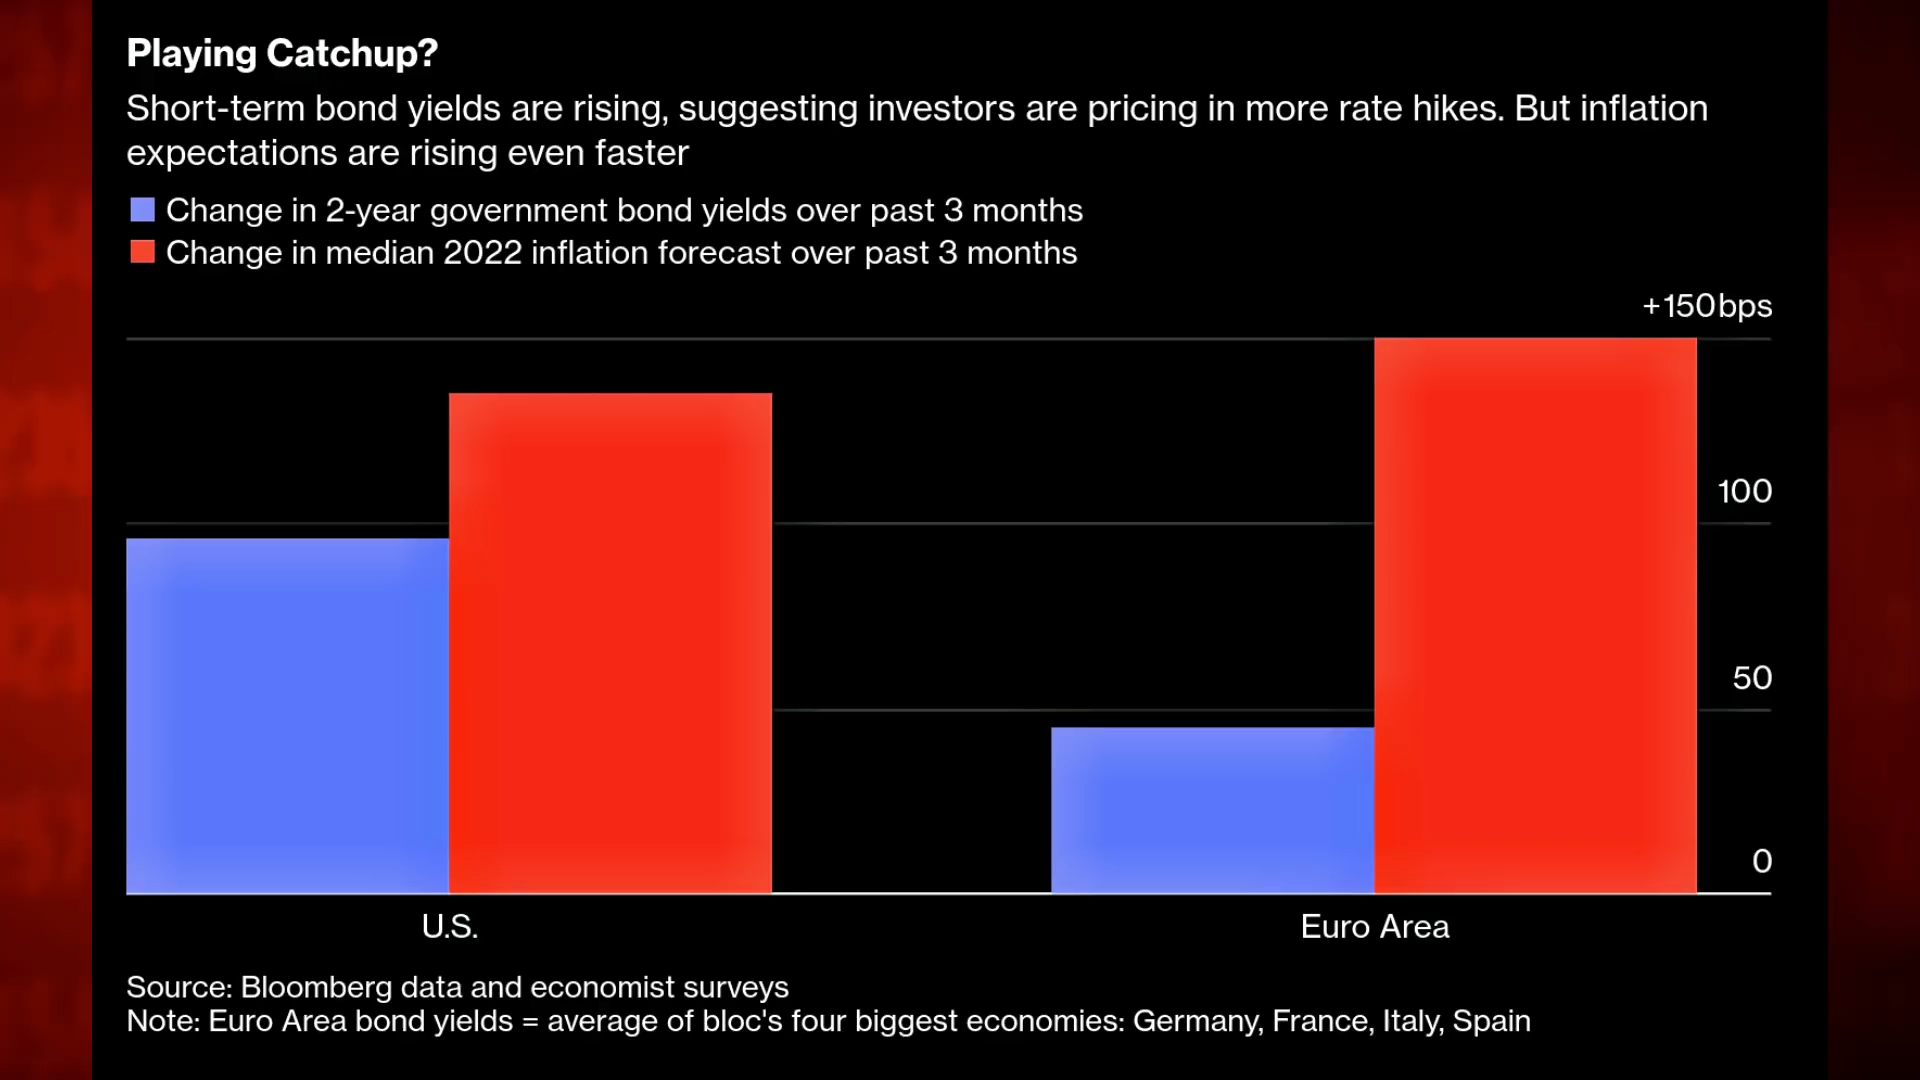 Playing Catchup?
Short-term bond yields are rising, suggesting investors are pricing in more rate hikes. But inflation
expectations are rising even faster
Change in 2-year government bond yields over past 3 months
Change in median 2022 inflation forecast over past 3 months
+150bps
100
50
0
U.S.
Euro Area
Source: Bloomberg data and economist surveys
Note: Euro Area bond yields = average of bloc's four biggest economies: Germany, France, Italy, Spain